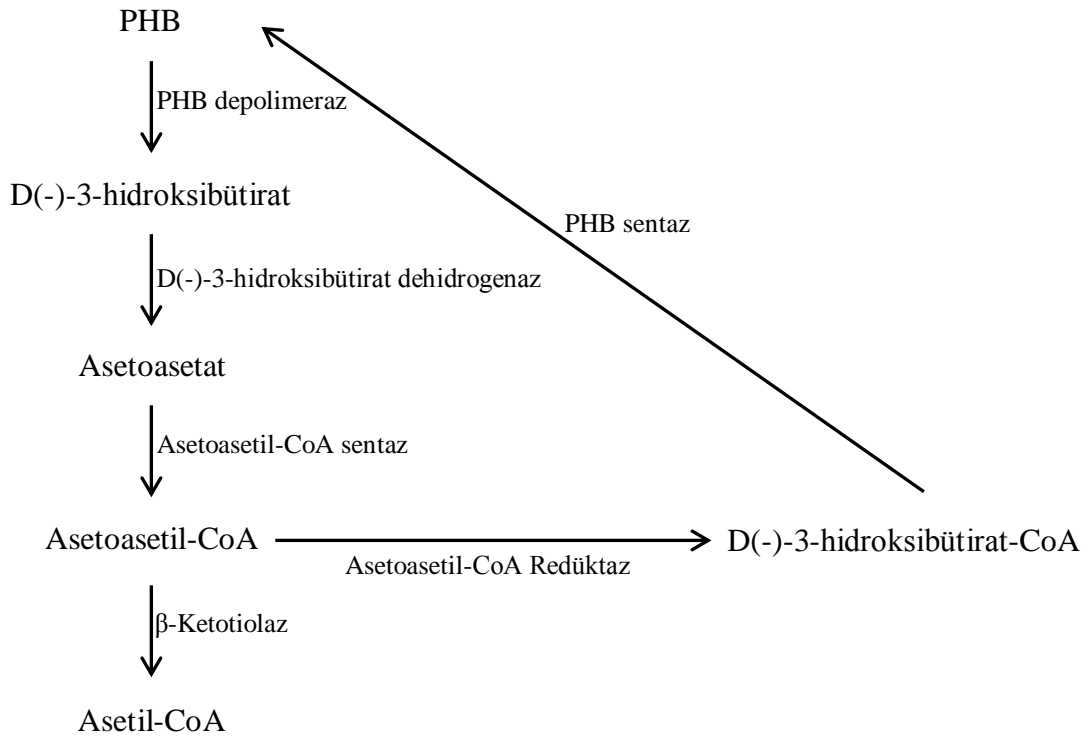 PHB
PHB depolimeraz
D(-)-3-hidroksibütirat
PHB sentaz
D(-)-3-hidroksibütirat dehidrogenaz
Asetoasetat
Asetoasetil-CoA sentaz
Asetoasetil-CoA
D(-)-3-hidroksibütirat-CoA
Asetoasetil-CoA Redüktaz
β-Ketotiolaz
Asetil-CoA